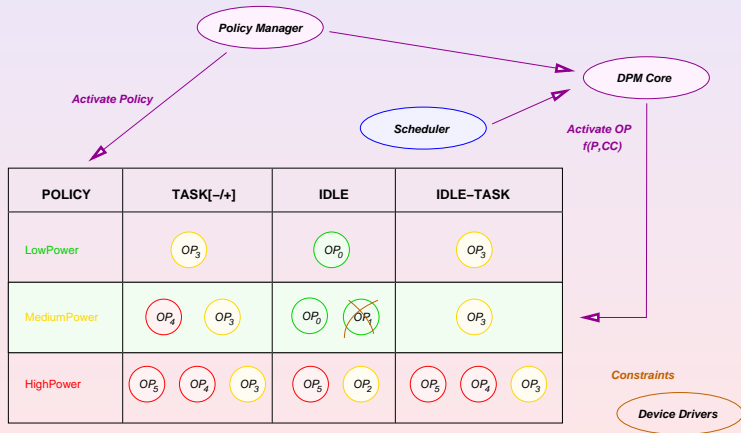 Policy Manager
DPM Core
Activate Policy
Scheduler
Activate OP
f(P,CC)
POLICY TASK[−/+] IDLE IDLE−TASK
LowPower OP3 OP0 OP3
MediumPower OP4 OP3 OP0 OP1 OP3
HighPower OP5 OP4 OP3 OP5 OP2 OP5 OP4 OP3
Constraints
Device Drivers